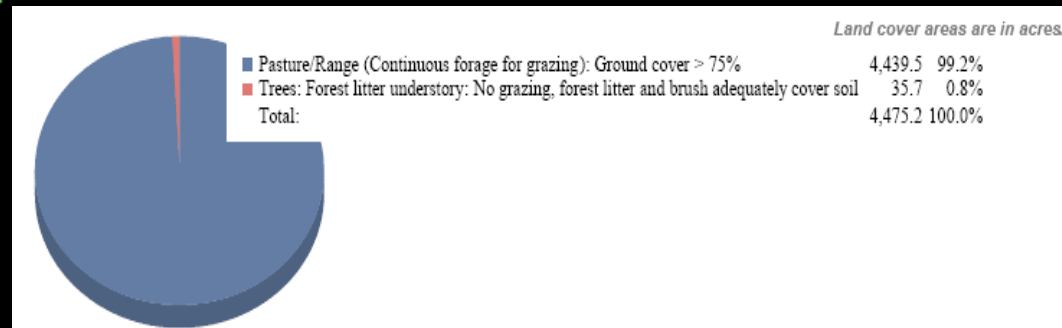 Land cover areas are in acres.
Pasture/Range (Continuous forage for grazing): Ground cover > 75% 4,439.5 99.2%
Trees: Forest litter understory: No grazing, forest litter and brush adequately cover soil 35.7 0.8%
Total: 4,475.2 100.0%